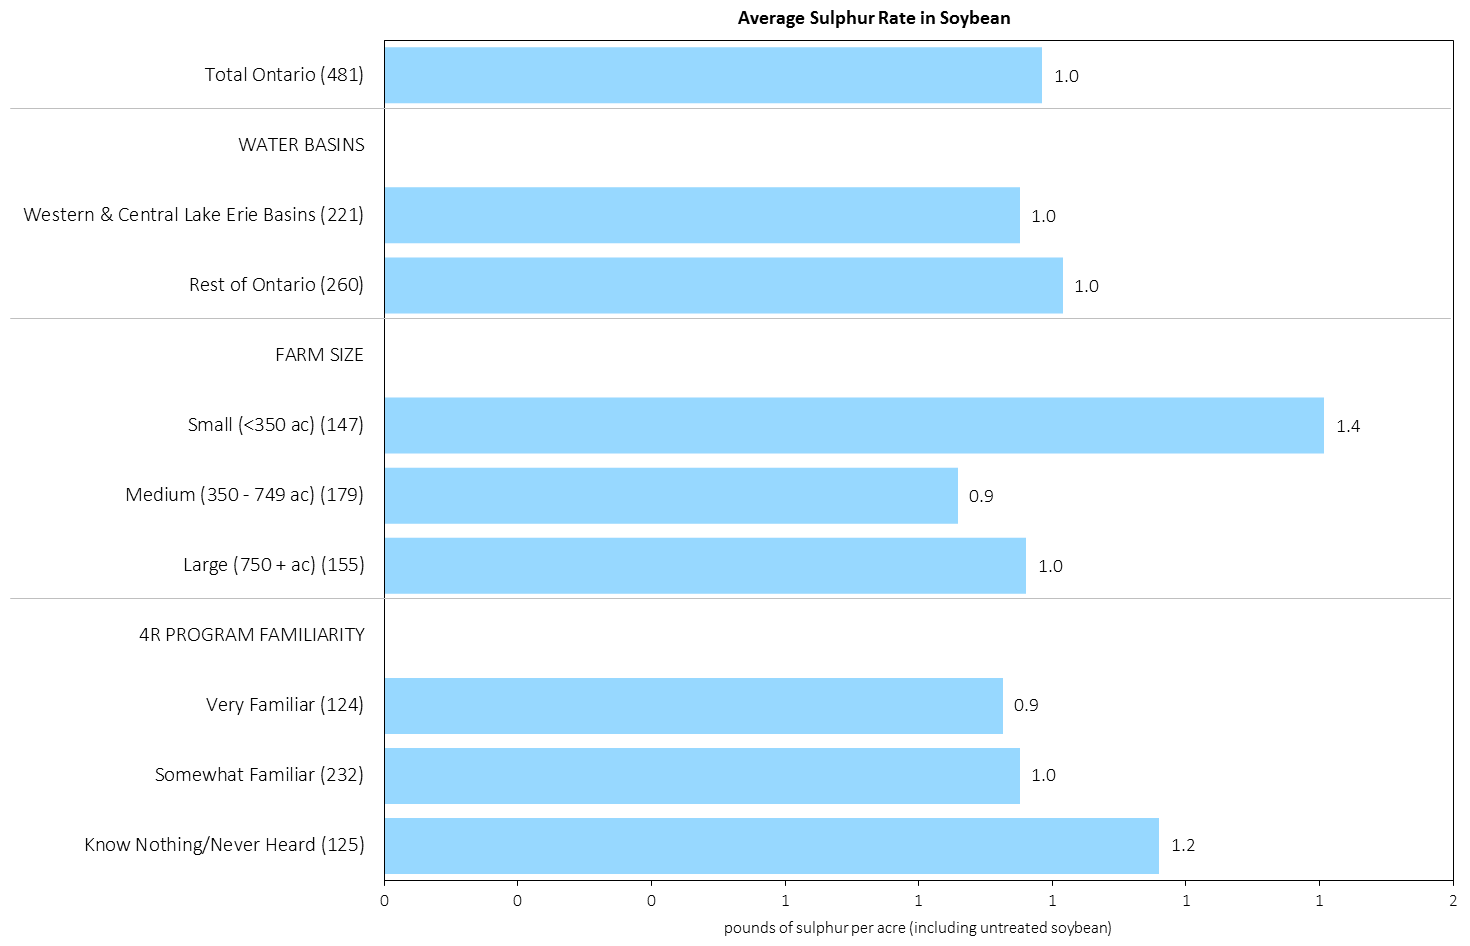 Average Sulphur Rate in Soybean
Total Ontario (481)
1.0
WATER BASINS
Western & Central Lake Erie Basins (221)
1.0
Rest of Ontario (260)
1.0
FARM SIZE
Small (<350 ac) (147)
1.4
Medium (350 - 749 ac) (179)
0.9
Large (750 + ac) (155)
1.0
4R PROGRAM FAMILIARITY
Very Familiar (124)
0.9
Somewhat Familiar (232)
1.0
Know Nothing/Never Heard (125)
1.2
0 0 0 1 1 1 1 1 2
pounds of sulphur per acre (including untreated soybean)